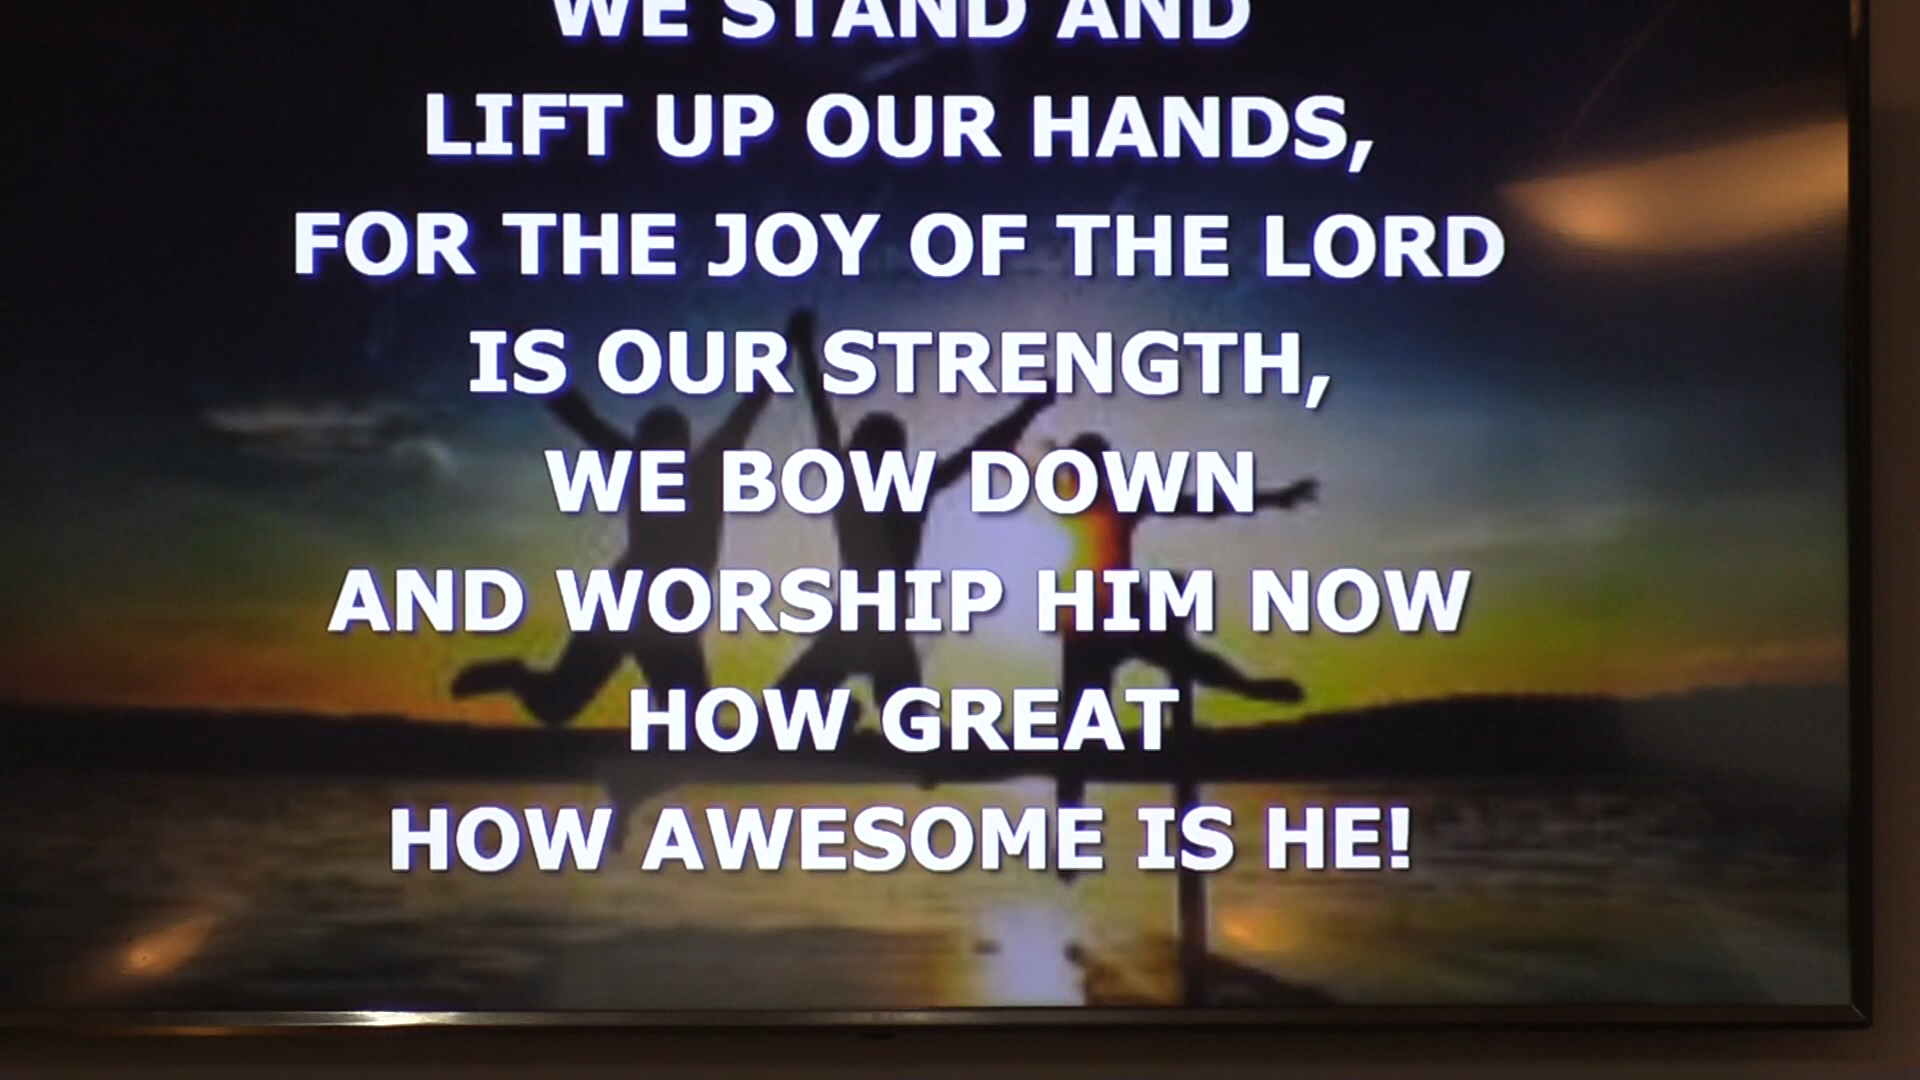 WE STAND AND
LIFT UP OUR HANDS,
FOR THE JOY OF THE LORD
IS OUR STRENGTH,
WE BOW DOWN
AND WORSHIP HIM NOW
HOW GREAT
HOW AWESOME IS HE!